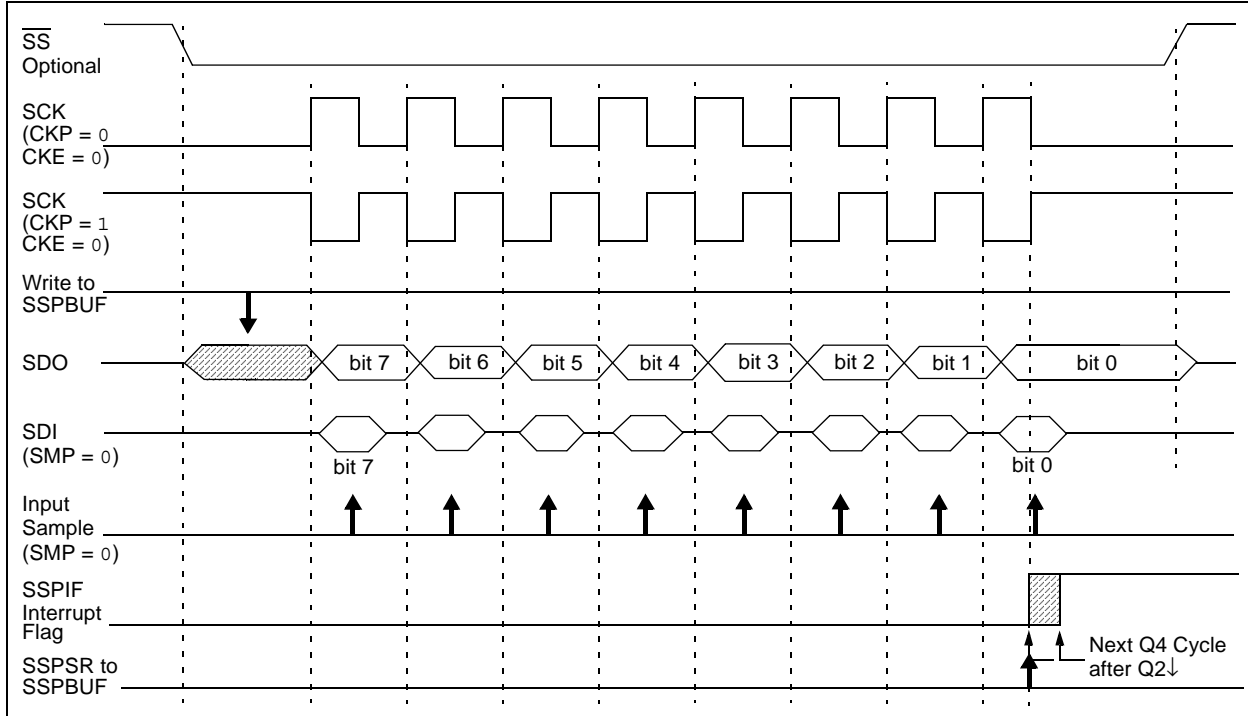 SS
Optional
SCK
(CKP = 0
CKE = 0)
SCK
(CKP = 1
CKE = 0)
Write to
SSPBUF
SDO
bit 7
bit 6
bit 5
bit 4
bit 3
bit 2
bit 1
bit 0
SDI
(SMP = 0)
bit 7
bit 0
Input
Sample
(SMP = 0)
SSPIF
Interrupt
Flag
Next Q4 Cycle
after Q2↓
SSPSR to
SSPBUF